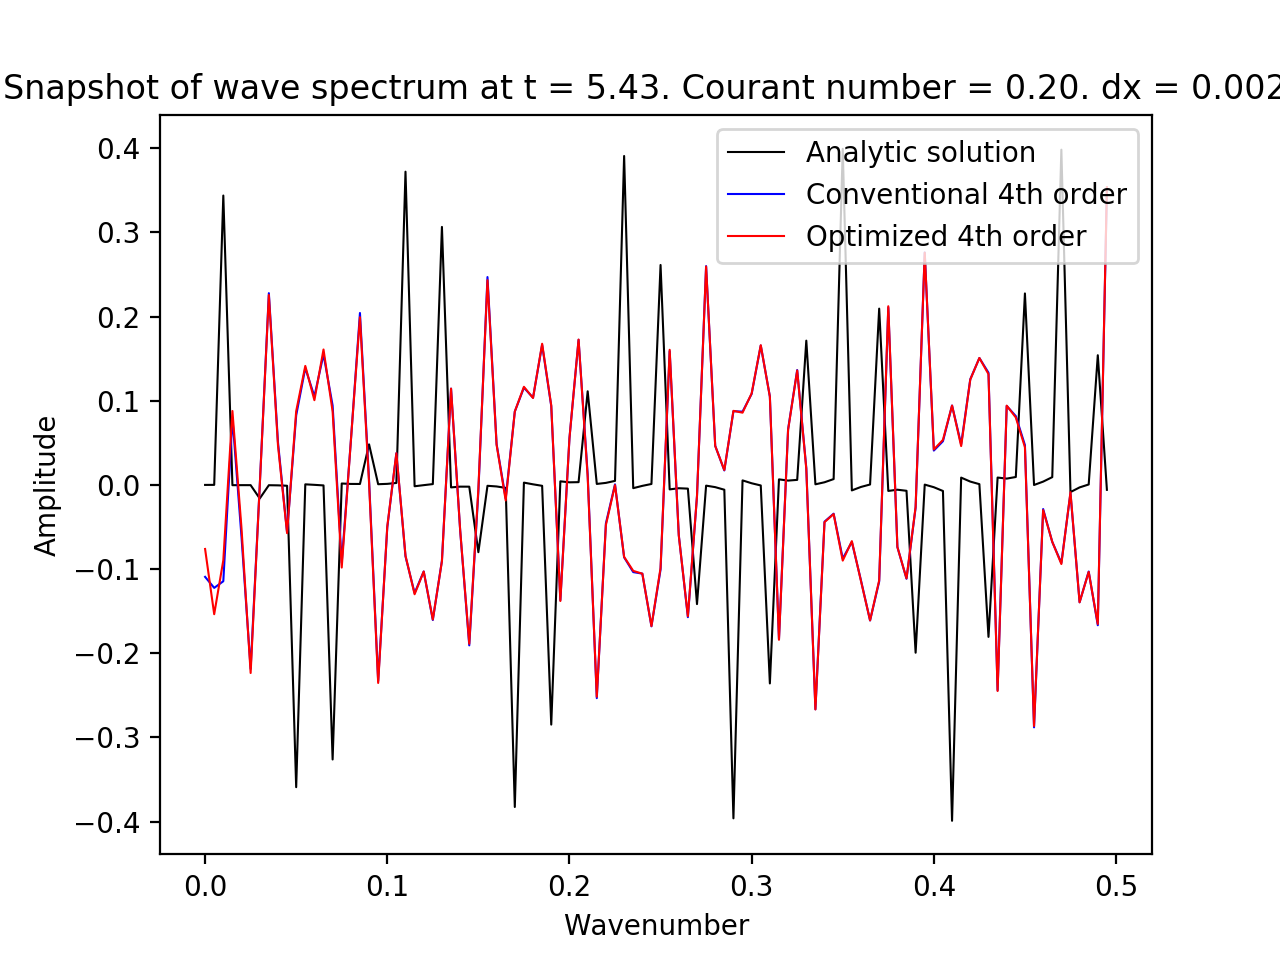 Snapshot of wave spectrum at t = 5.43. Courant number = 0.20. dx = 0.002
Analytic solution
Conventional 4th order
Optimized 4th order
0.4
0.3
0.2
0.1
0.0
−0.1
−0.2
−0.3
−0.4
Amplitude
0.0 0.1 0.2 0.3 0.4 0.5
Wavenumber